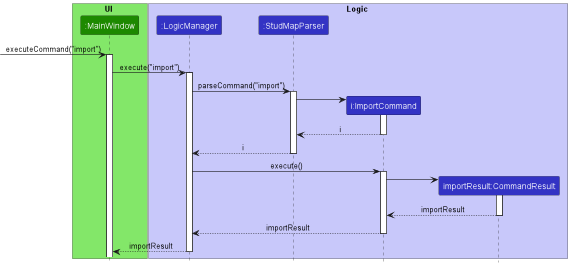 UI
Logic
:MainWindow
:LogicManager
:StudMapParser
executeCommand("import")
execute("import")
parseCommand("import")
i:ImportCommand
i
i
execute()
importResult:CommandResult
importResult
importResult
importResult